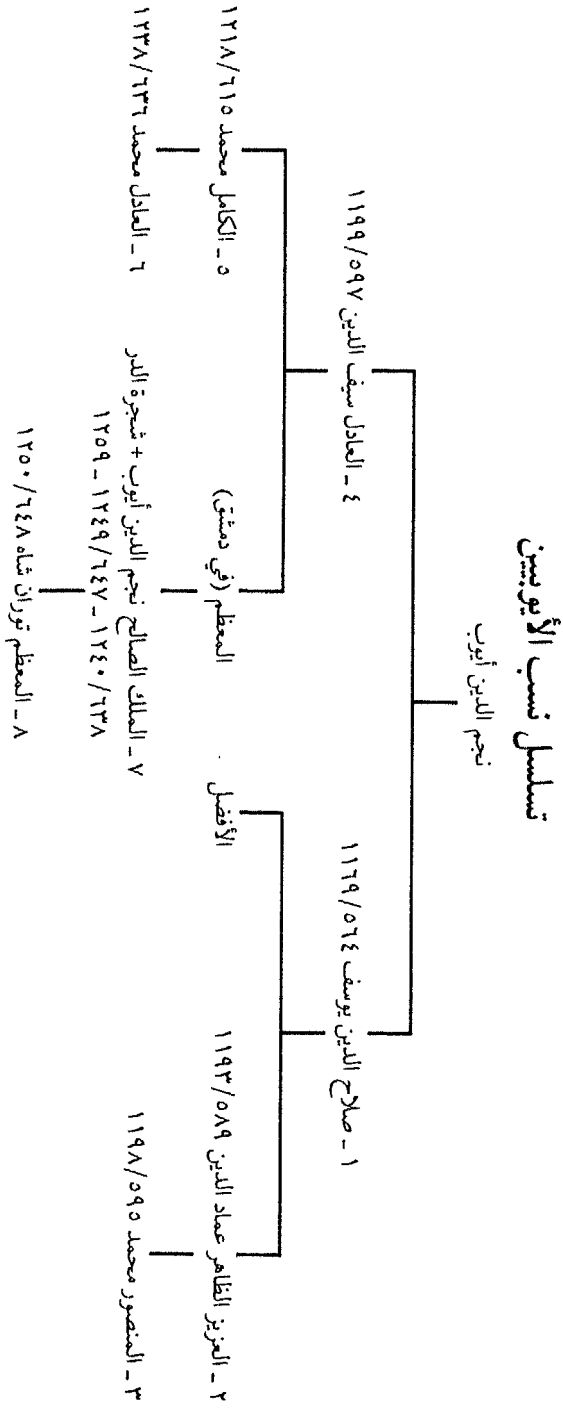 تسلسل نسب الأيوبيين
نجم الدين أيوب
١ - صلاح الدين يوسف ٥٦٤/١١٦٩
٤ - العادل سيف الدين ٥٩٧/١١٩٩
٢ - العزيز الظاهر عماد الدين ٥٨٩/١١٩٣
الأفضل
المعظم (في دمشق)
٥ - الكامل محمد ٦١٥/١٢١٨
٣ - المنصور محمد ٥٩٥/١١٩٨
٧ - الملك الصالح نجم الدين أيوب + شجرة الدر
٦٣٨/١٢٤٠ - ٦٤٧/١٢٤٩ - ١٢٥٩
٦ - العادل محمد ٦٣٦/١٢٣٨
٨ - المعظم توران شاه ٦٤٨/١٢٥٠